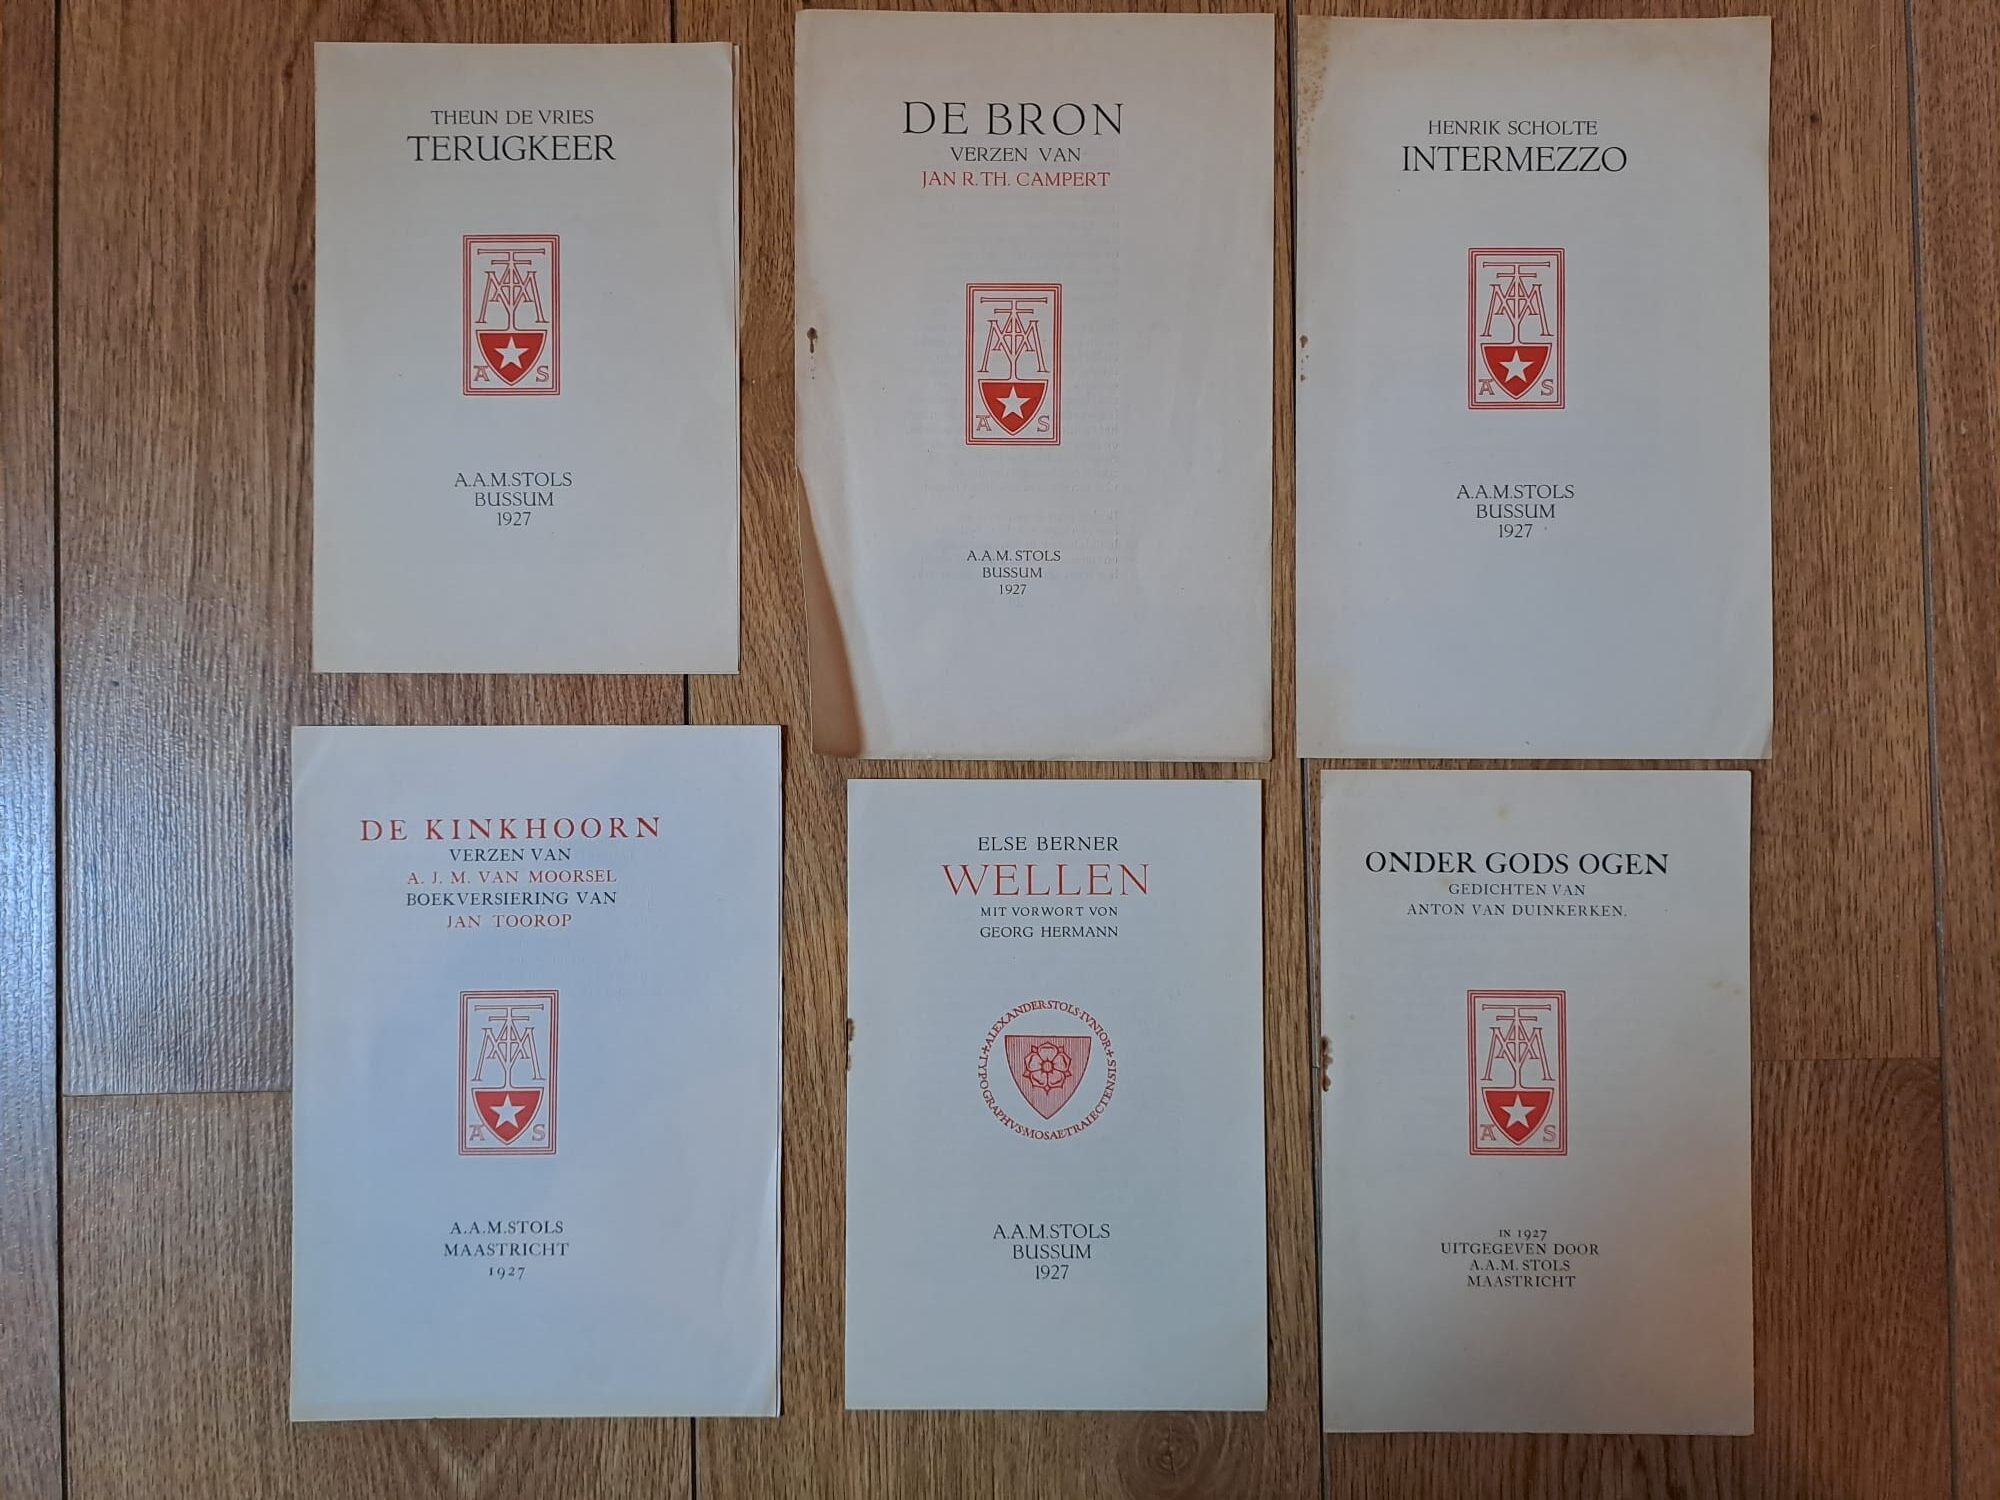 THEUN DE VRIES
TERUGKEER
A S
A.A.M.STOLS
BUSSUM
1927
DE BRON
VERZEN VAN
JAN R. TH. CAMPERT
A S
A.A.M. STOLS
BUSSUM
1927
HENRIK SCHOLTE
INTERMEZZO
A S
A.A.M.STOLS
BUSSUM
1927
DE KINKHOORN
VERZEN VAN
A. J. M. VAN MOORSEL
BOEKVERSIERING VAN
JAN TOOROP
A S
A.A.M.STOLS
MAASTRICHT
1927
ELSE BERNER
WELLEN
MIT VORWORT VON
GEORG HERMANN
ALEXANDER·STOLS·IVNIOR+SIS·TYPOGRAPHVS·MOSAETRAIECTENSIS
A.A.M.STOLS
BUSSUM
1927
ONDER GODS OGEN
GEDICHTEN VAN
ANTON VAN DUINKERKEN.
A S
IN 1927
UITGEGEVEN DOOR
A.A.M. STOLS
MAASTRICHT